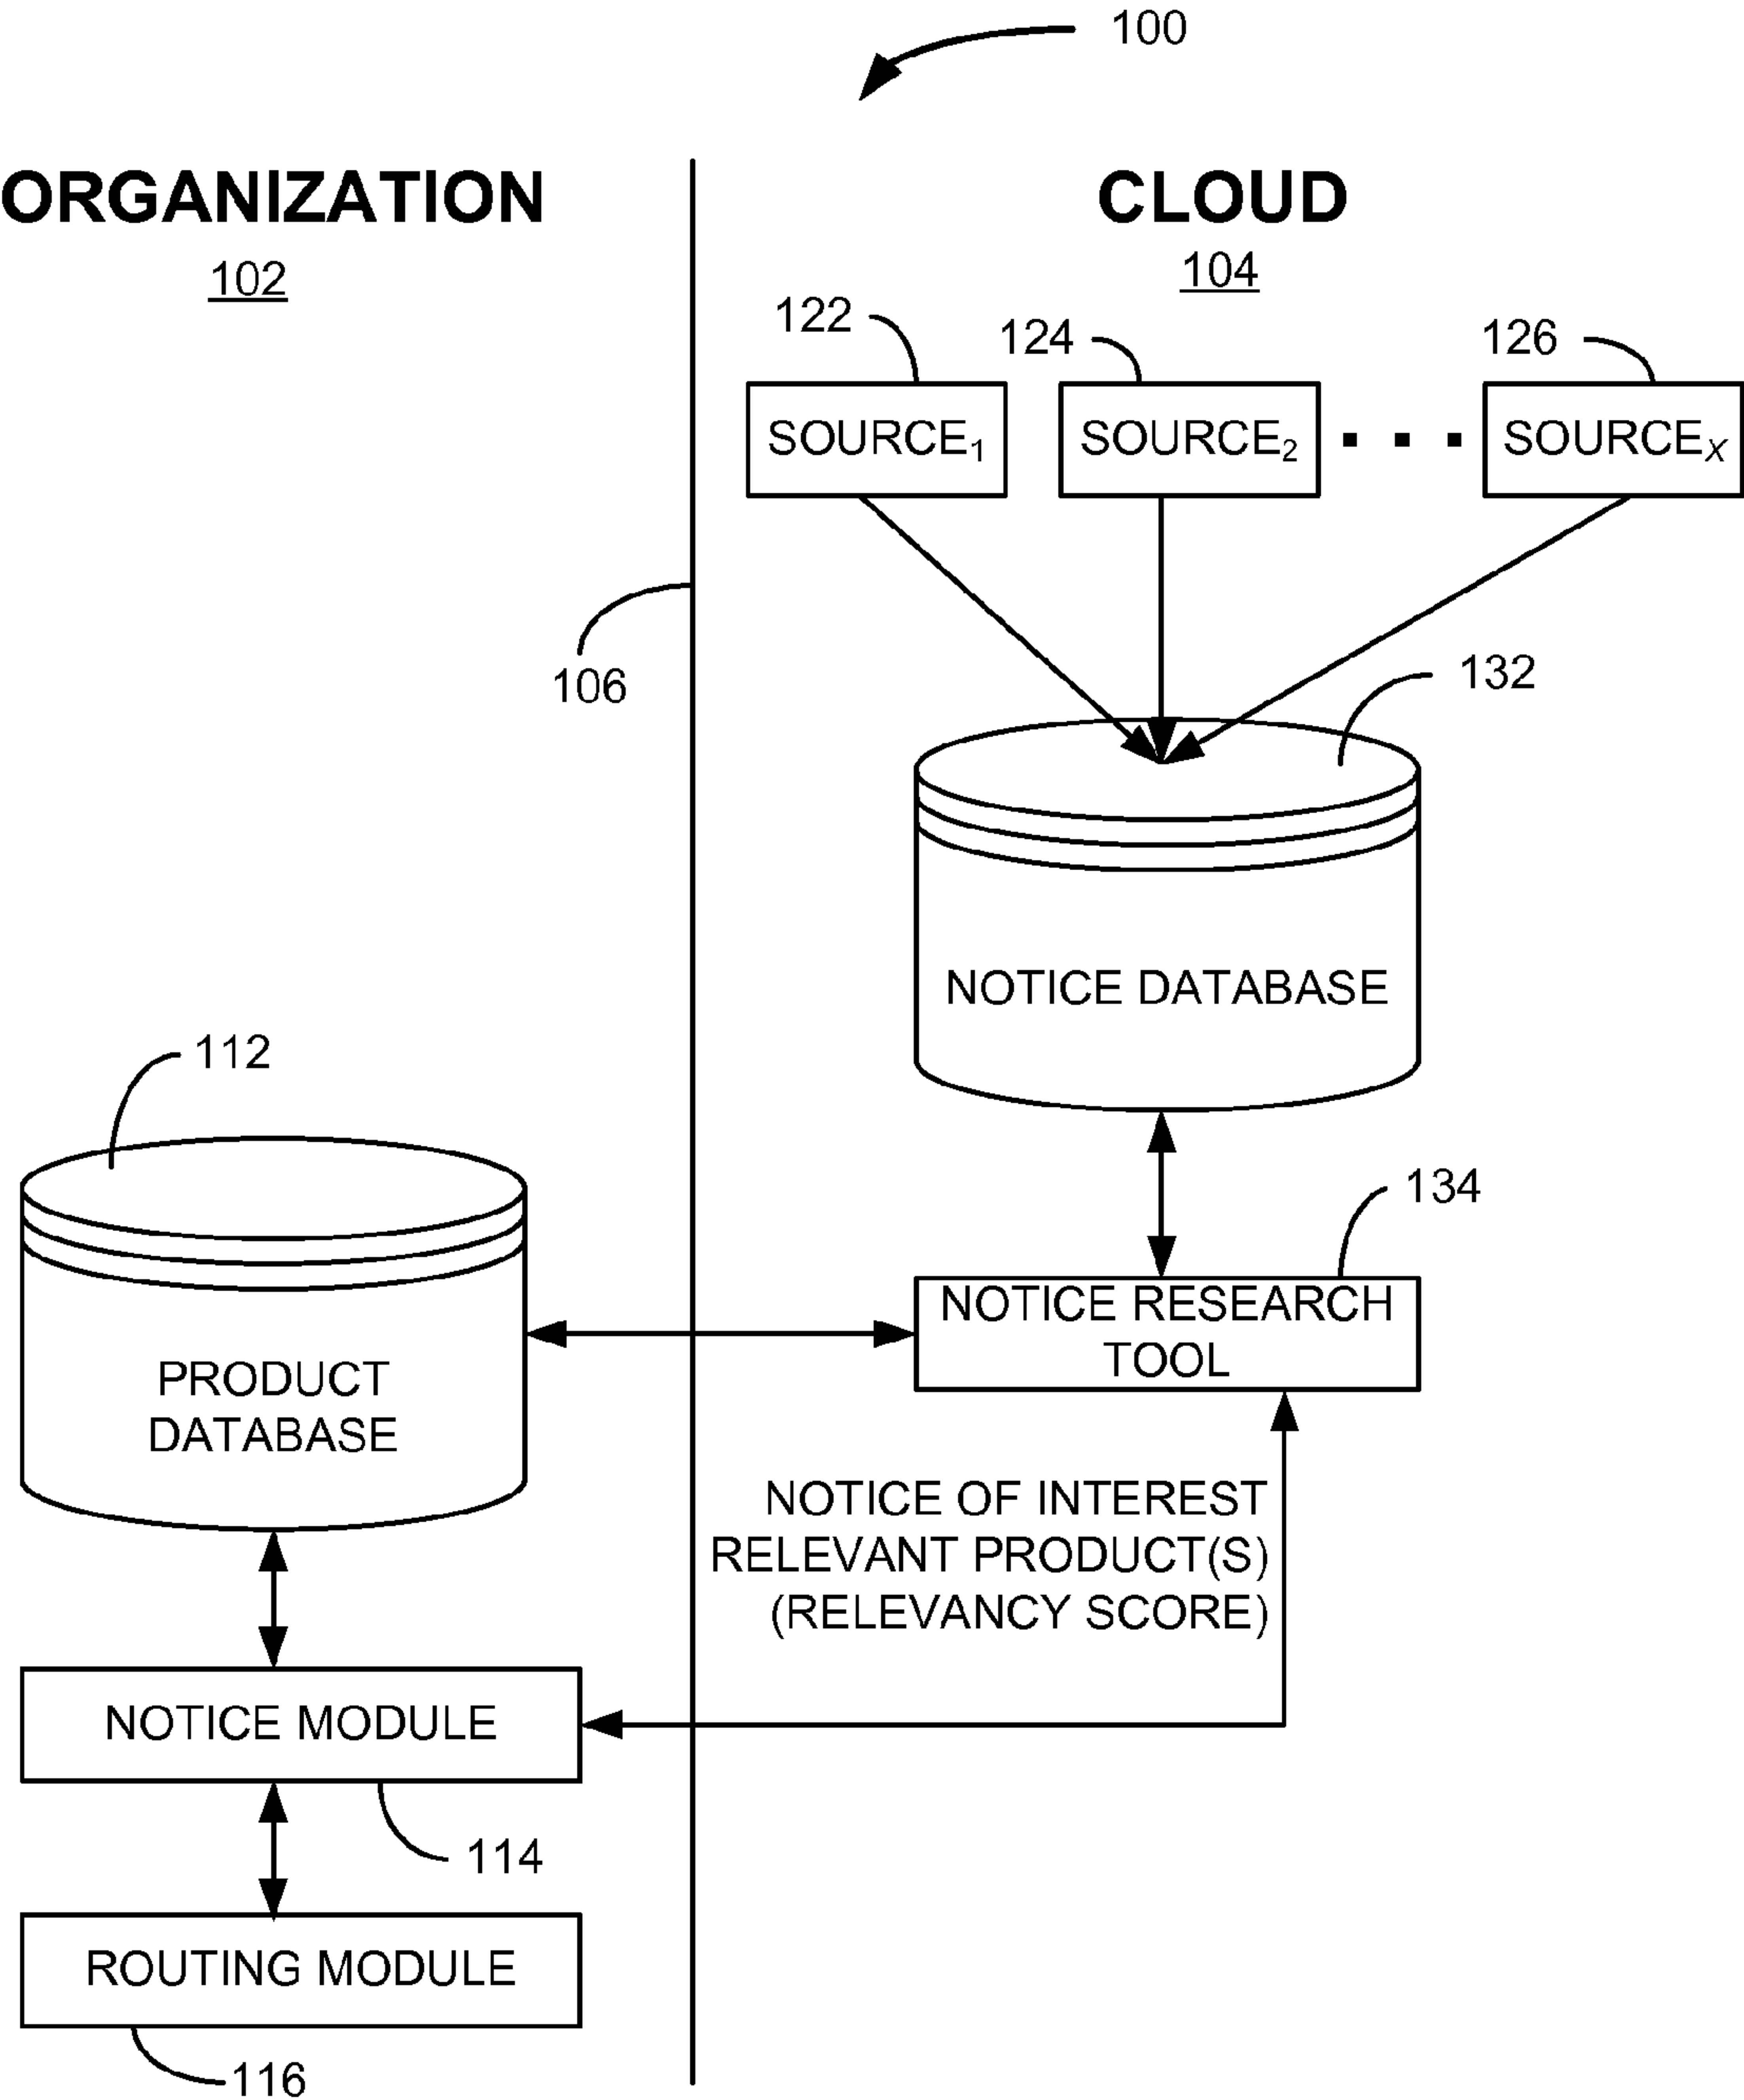 100
ORGANIZATION
102
CLOUD
104
122
124
126
SOURCE1
SOURCE2
. . .
SOURCEX
106
132
NOTICE DATABASE
112
134
NOTICE RESEARCH
TOOL
PRODUCT
DATABASE
NOTICE OF INTEREST
RELEVANT PRODUCT(S)
(RELEVANCY SCORE)
NOTICE MODULE
114
ROUTING MODULE
116